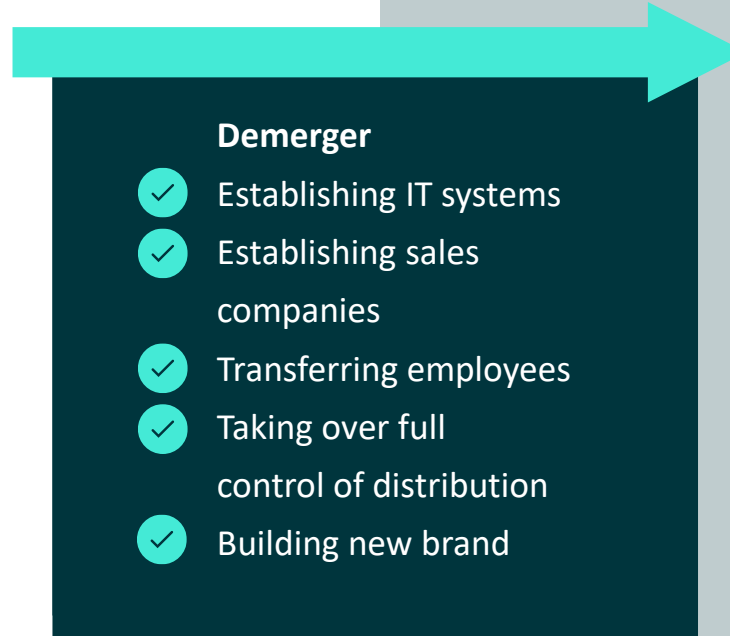 Demerger
Establishing IT systems
Establishing sales
companies
Transferring employees
Taking over full
control of distribution
Building new brand